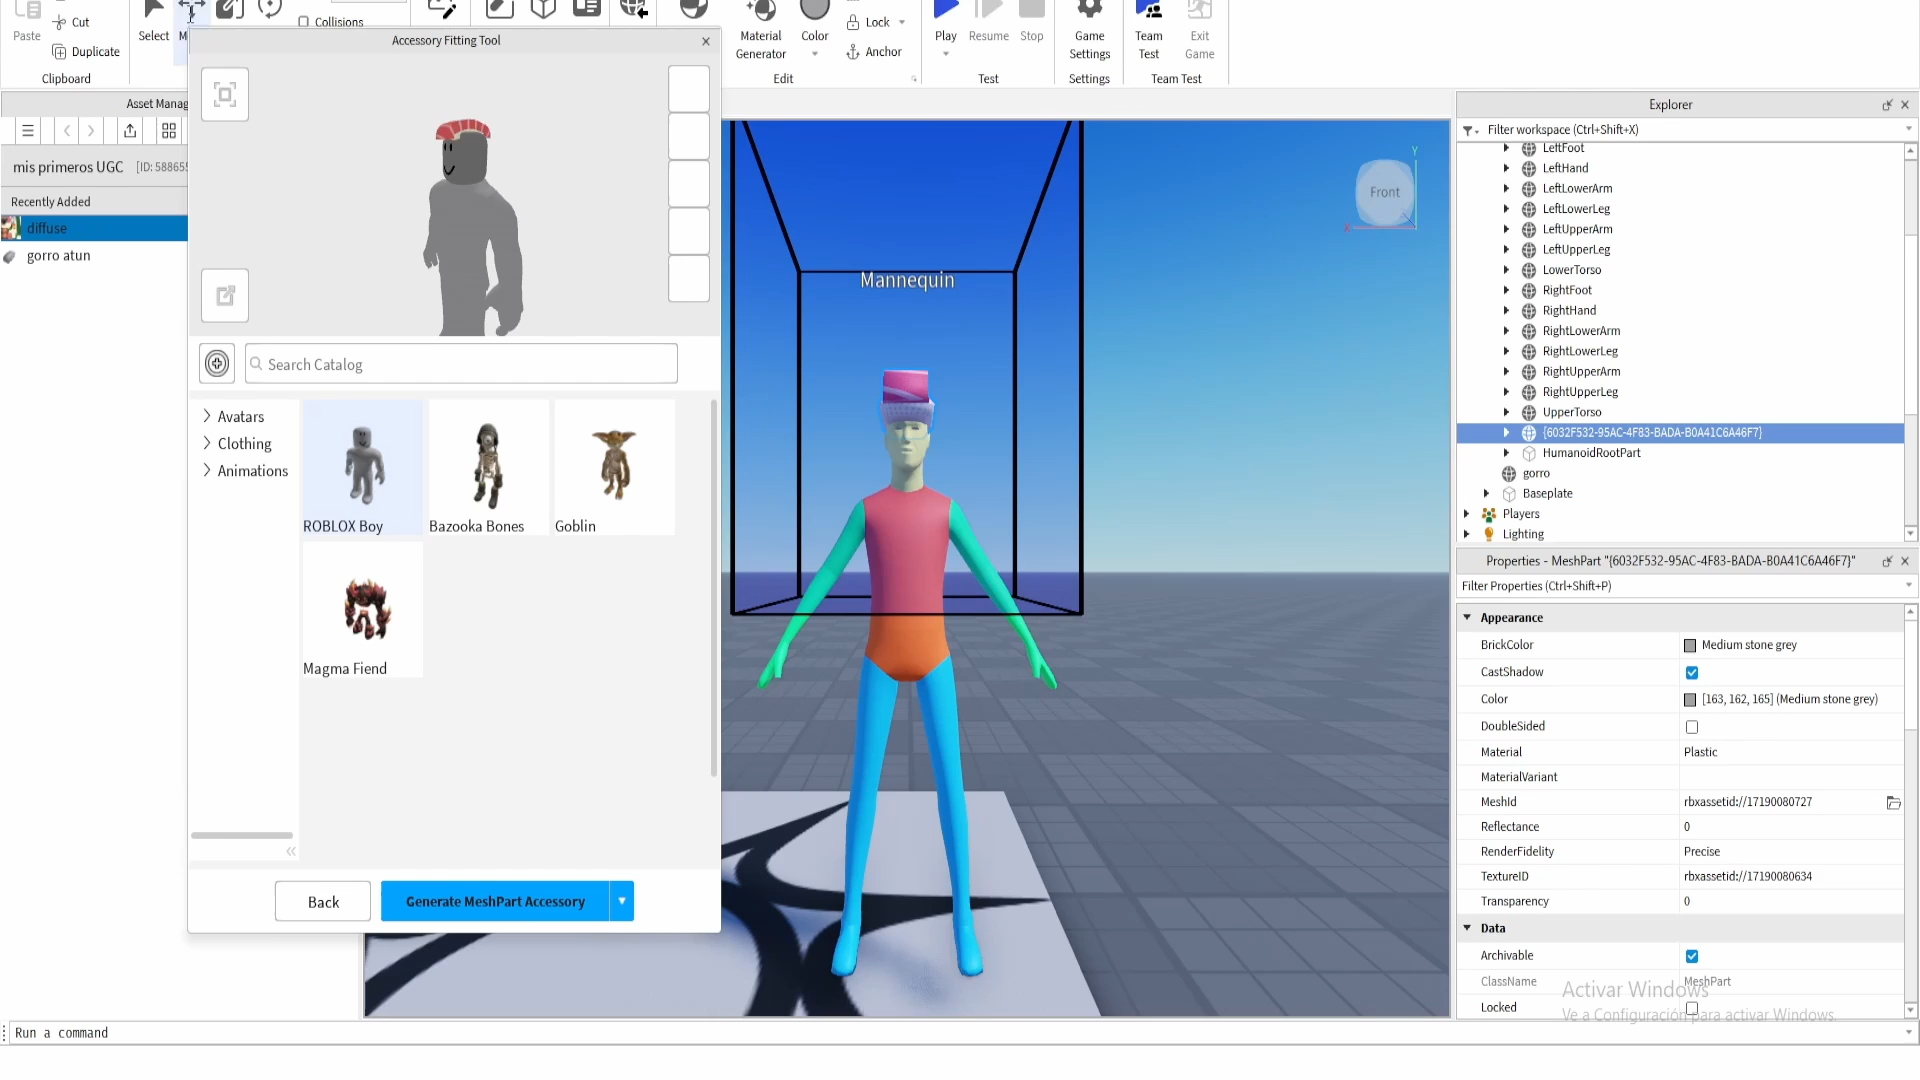 Paste
Cut
Duplicate
Clipboard
Select
Collisions
Material
Generator
Color
Lock
Anchor
Edit
Play
Resume
Stop
Test
Game
Settings
Settings
Team
Test
Exit
Game
Team Test
Accessory Fitting Tool
Asset Manag
mis primeros UGC
Recently Added
diffuse
gorro atun
Search Catalog
Avatars
Clothing
Animations
ROBLOX Boy
Bazooka Bones
Goblin
Magma Fiend
Back
Generate MeshPart Accessory
Mannequin
Front
Y
X
Explorer
Filter workspace (Ctrl+Shift+X)
LeftFoot
LeftHand
LeftLowerArm
LeftLowerLeg
LeftUpperArm
LeftUpperLeg
LowerTorso
RightFoot
RightHand
RightLowerArm
RightLowerLeg
RightUpperArm
RightUpperLeg
UpperTorso
{6032F532-95AC-4F83-BADA-B0A41C6A46F7}
HumanoidRootPart
gorro
Baseplate
Players
Lighting
Properties - MeshPart "{6032F532-95AC-4F83-BADA-B0A41C6A46F7}"
Filter Properties (Ctrl+Shift+P)
Appearance
BrickColor Medium stone grey
CastShadow
Color [163, 162, 165] (Medium stone grey)
DoubleSided
Material Plastic
MaterialVariant
MeshId rbxassetid://17190080727
Reflectance 0
RenderFidelity Precise
TextureID rbxassetid://17190080634
Transparency 0
Data
Archivable
ClassName MeshPart
Locked
Activar Windows
Ve a Configuración para activar Windows.
Run a command